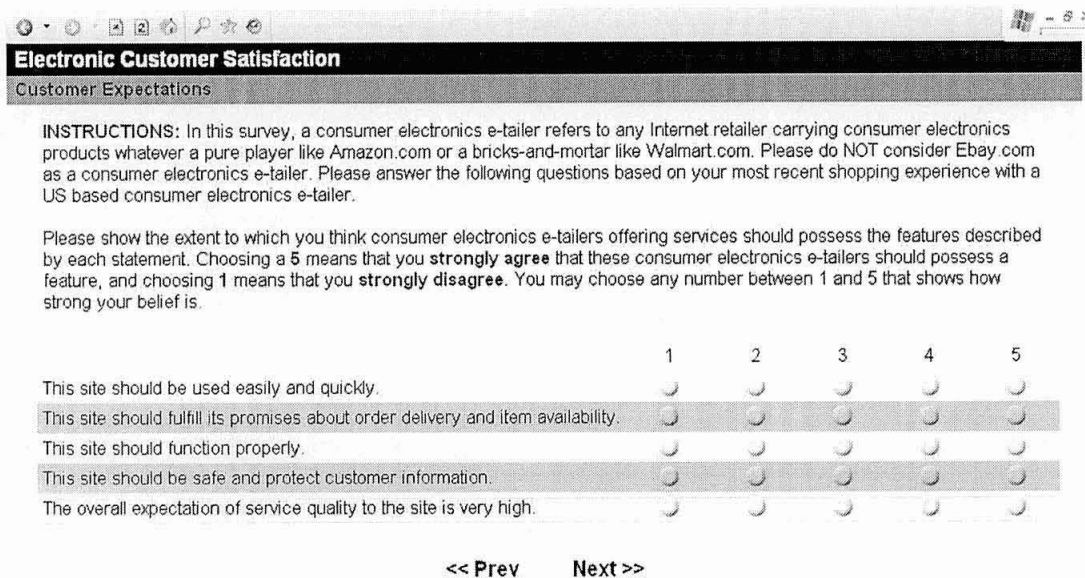 Electronic Customer Satisfaction
Customer Expectations
INSTRUCTIONS: In this survey, a consumer electronics e-tailer refers to any Internet retailer carrying consumer electronics
products whatever a pure player like Amazon.com or a bricks-and-mortar like Walmart.com. Please do NOT consider Ebay.com
as a consumer electronics e-tailer. Please answer the following questions based on your most recent shopping experience with a
US based consumer electronics e-tailer.
Please show the extent to which you think consumer electronics e-tailers offering services should possess the features described
by each statement. Choosing a 5 means that you strongly agree that these consumer electronics e-tailers should possess a
feature, and choosing 1 means that you strongly disagree. You may choose any number between 1 and 5 that shows how
strong your belief is.
1 2 3 4 5
This site should be used easily and quickly.
This site should fulfill its promises about order delivery and item availability.
This site should function properly.
This site should be safe and protect customer information.
The overall expectation of service quality to the site is very high.
<< Prev Next >>